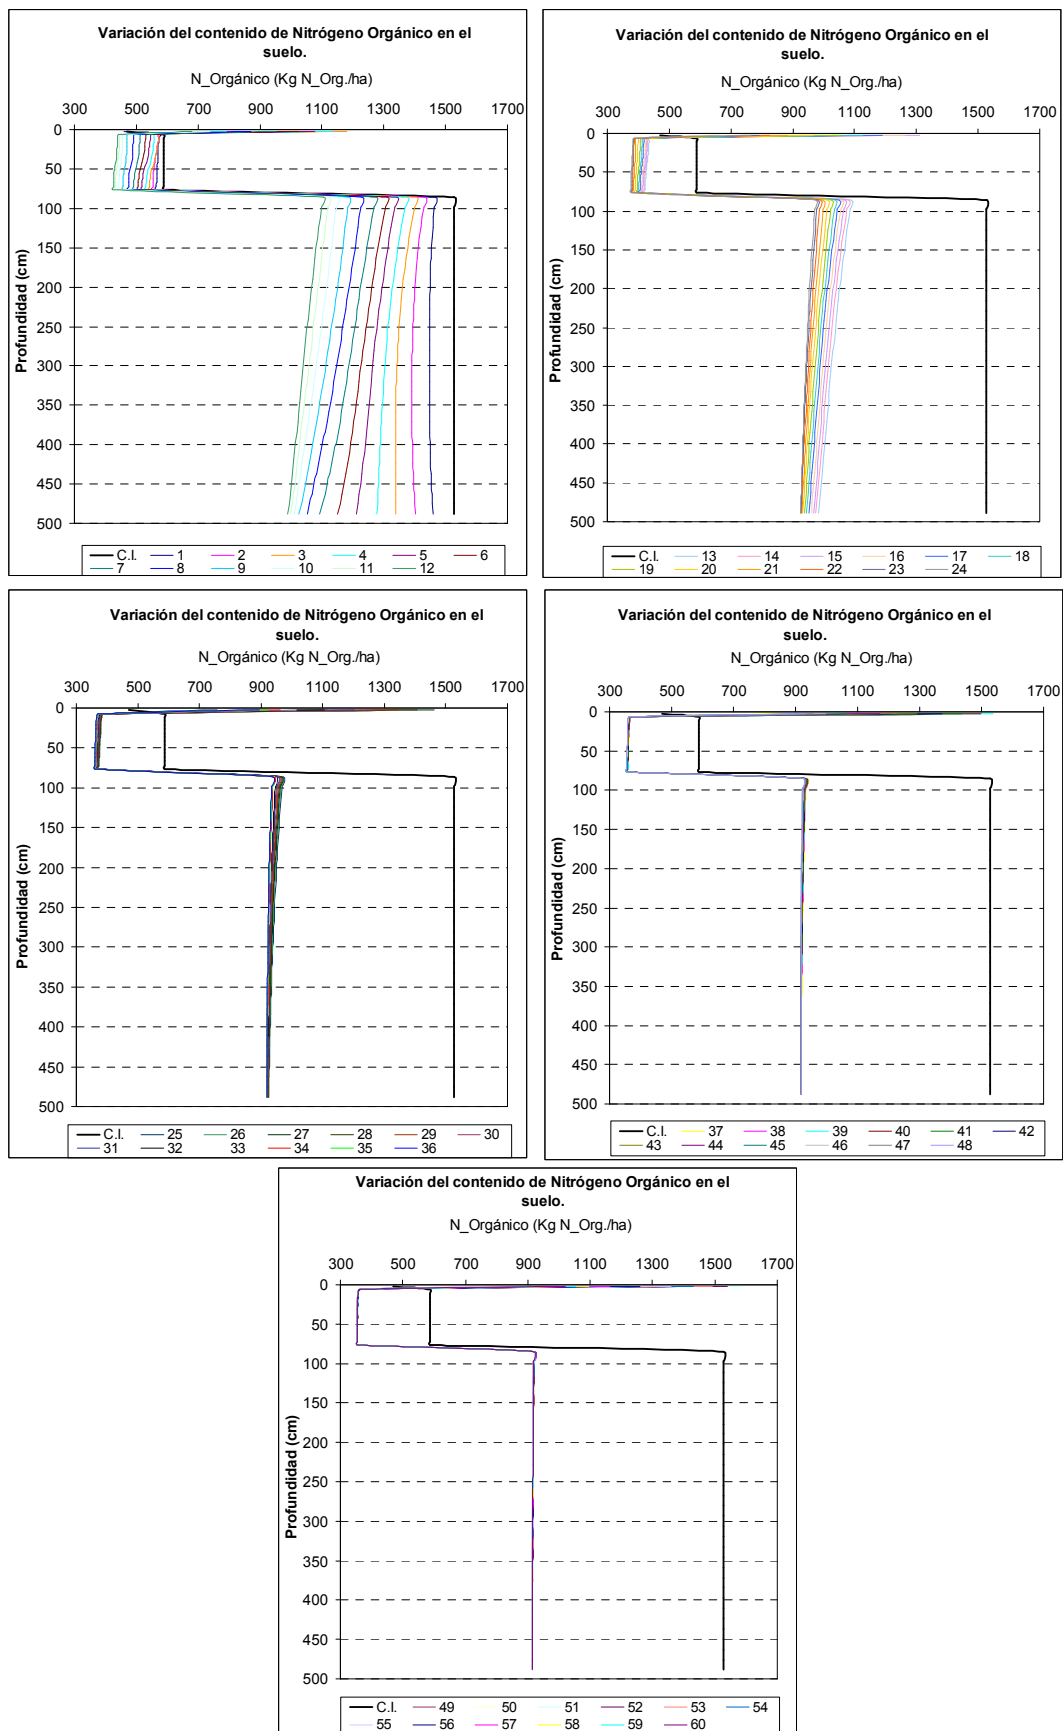 Variación del contenido de Nitrógeno Orgánico en el
suelo.
N_Orgánico (Kg N_Org./ha)
300 500 700 900 1100 1300 1500 1700
Profundidad (cm)
0
50
100
150
200
250
300
350
400
450
500
C.I. 1 2 3 4 5 6
7 8 9 10 11 12
Variación del contenido de Nitrógeno Orgánico en el
suelo.
N_Orgánico (Kg N_Org./ha)
300 500 700 900 1100 1300 1500 1700
Profundidad (cm)
0
50
100
150
200
250
300
350
400
450
500
C.I. 13 14 15 16 17 18
19 20 21 22 23 24
Variación del contenido de Nitrógeno Orgánico en el
suelo.
N_Orgánico (Kg N_Org./ha)
300 500 700 900 1100 1300 1500 1700
Profundidad (cm)
0
50
100
150
200
250
300
350
400
450
500
C.I. 25 26 27 28 29 30
31 32 33 34 35 36
Variación del contenido de Nitrógeno Orgánico en el
suelo.
N_Orgánico (Kg N_Org./ha)
300 500 700 900 1100 1300 1500 1700
Profundidad (cm)
0
50
100
150
200
250
300
350
400
450
500
C.I. 37 38 39 40 41 42
43 44 45 46 47 48
Variación del contenido de Nitrógeno Orgánico en el
suelo.
N_Orgánico (Kg N_Org./ha)
300 500 700 900 1100 1300 1500 1700
Profundidad (cm)
0
50
100
150
200
250
300
350
400
450
500
C.I. 49 50 51 52 53 54
55 56 57 58 59 60